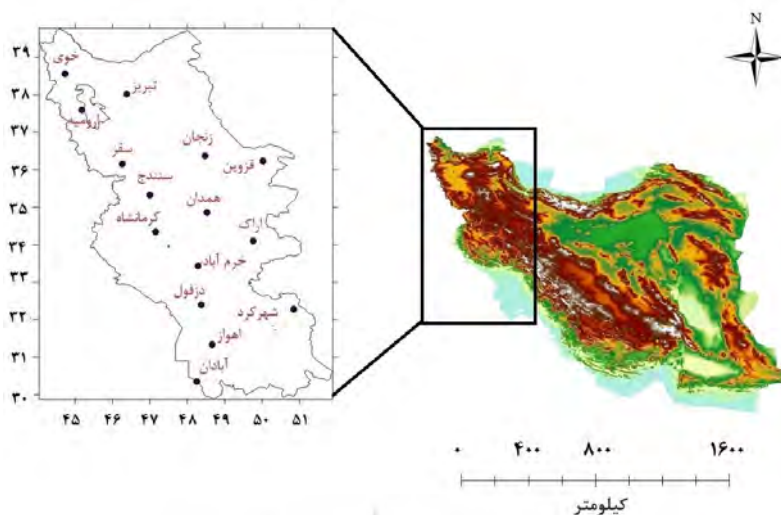 N
۳۹
۳۸
۳۷
۳۶
۳۵
۳۴
۳۳
۳۲
۳۱
۳۰
خوی
تبریز
ارومیه
سقز
زنجان
قزوین
سنندج
همدان
کرمانشاه
اراک
خرم آباد
دزفول
شهرکرد
اهواز
آبادان
۴۵ ۴۶ ۴۷ ۴۸ ۴۹ ۵۰ ۵۱
۰ ۴۰۰ ۸۰۰ ۱۶۰۰
کیلومتر